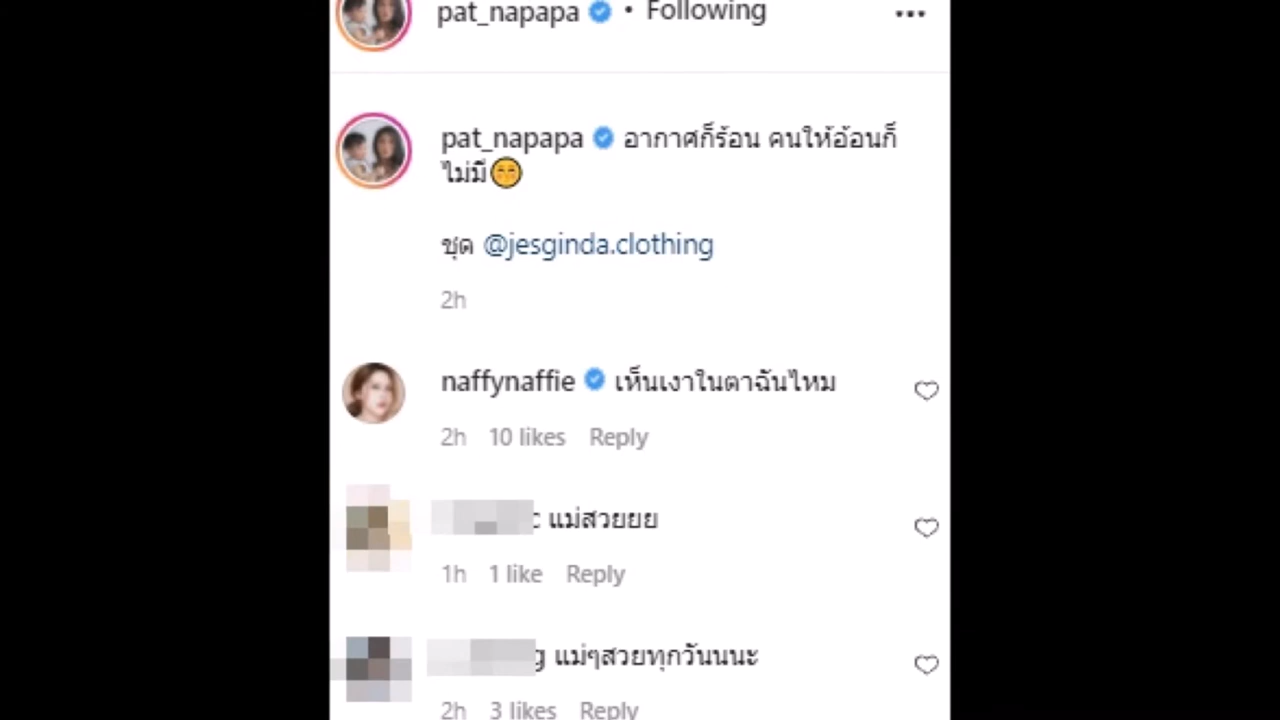 pat_napapa • Following
pat_napapa อากาศก็ร้อน คนให้อ้อนก็
ไม่มี😚
ชุด @jesginda.clothing
2h
naffynaffie เห็นเงาในตาฉันไหม
2h 10 likes Reply
แม่สวยยย
1h 1 like Reply
แม่ๆสวยทุกวันนนะ
2h 3 likes Reply